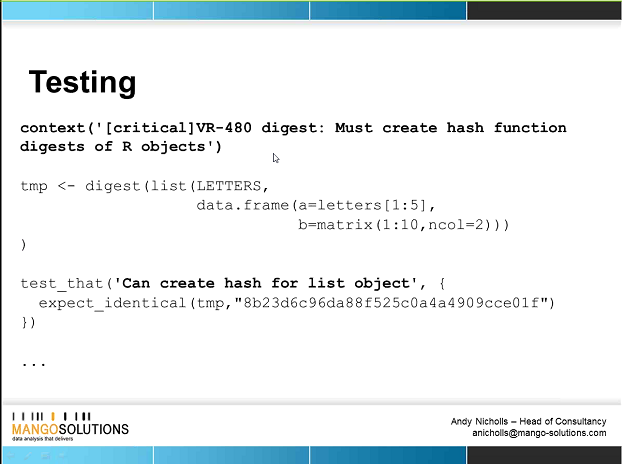 Testing
context('[critical]VR-480 digest: Must create hash function
digests of R objects')
tmp <- digest(list(LETTERS,
data.frame(a=letters[1:5],
b=matrix(1:10,ncol=2)))
)
test_that('Can create hash for list object', {
expect_identical(tmp,"8b23d6c96da88f525c0a4a4909cce01f")
})
...
MANGOSOLUTIONS
data analysis that delivers
Andy Nicholls – Head of Consultancy
anicholls@mango-solutions.com